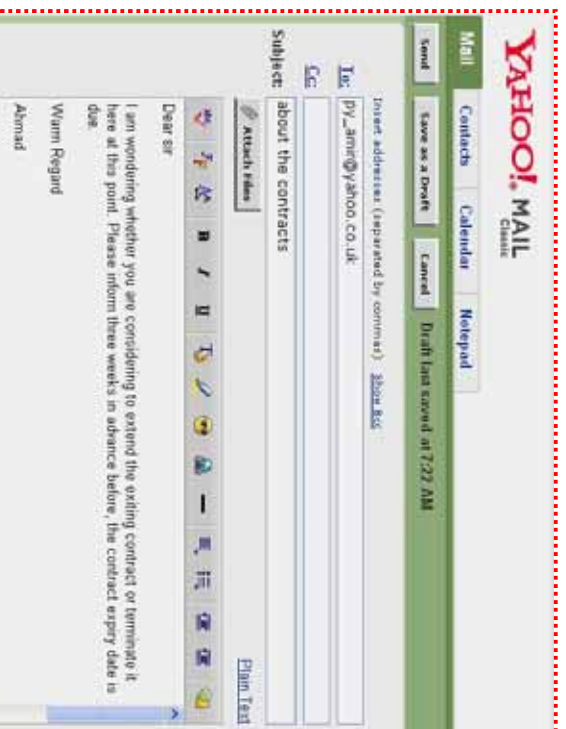 YAHOO! MAIL
Classic
Mail Contacts Calendar Notepad
Send Save as a Draft Cancel Draft last saved at 7:22 AM
Insert addresses (separated by commas) Show Bcc
To: py_amir@yahoo.co.uk
Cc:
Subject: about the contracts
Attach Files
Plain Text
B I U
Dear sir
I am wondering whether you are considering to extend the exiting contract or terminate it
here at this point. Please inform three weeks in advance before, the contract expiry date is
due.
Warm Regard
Ahmad